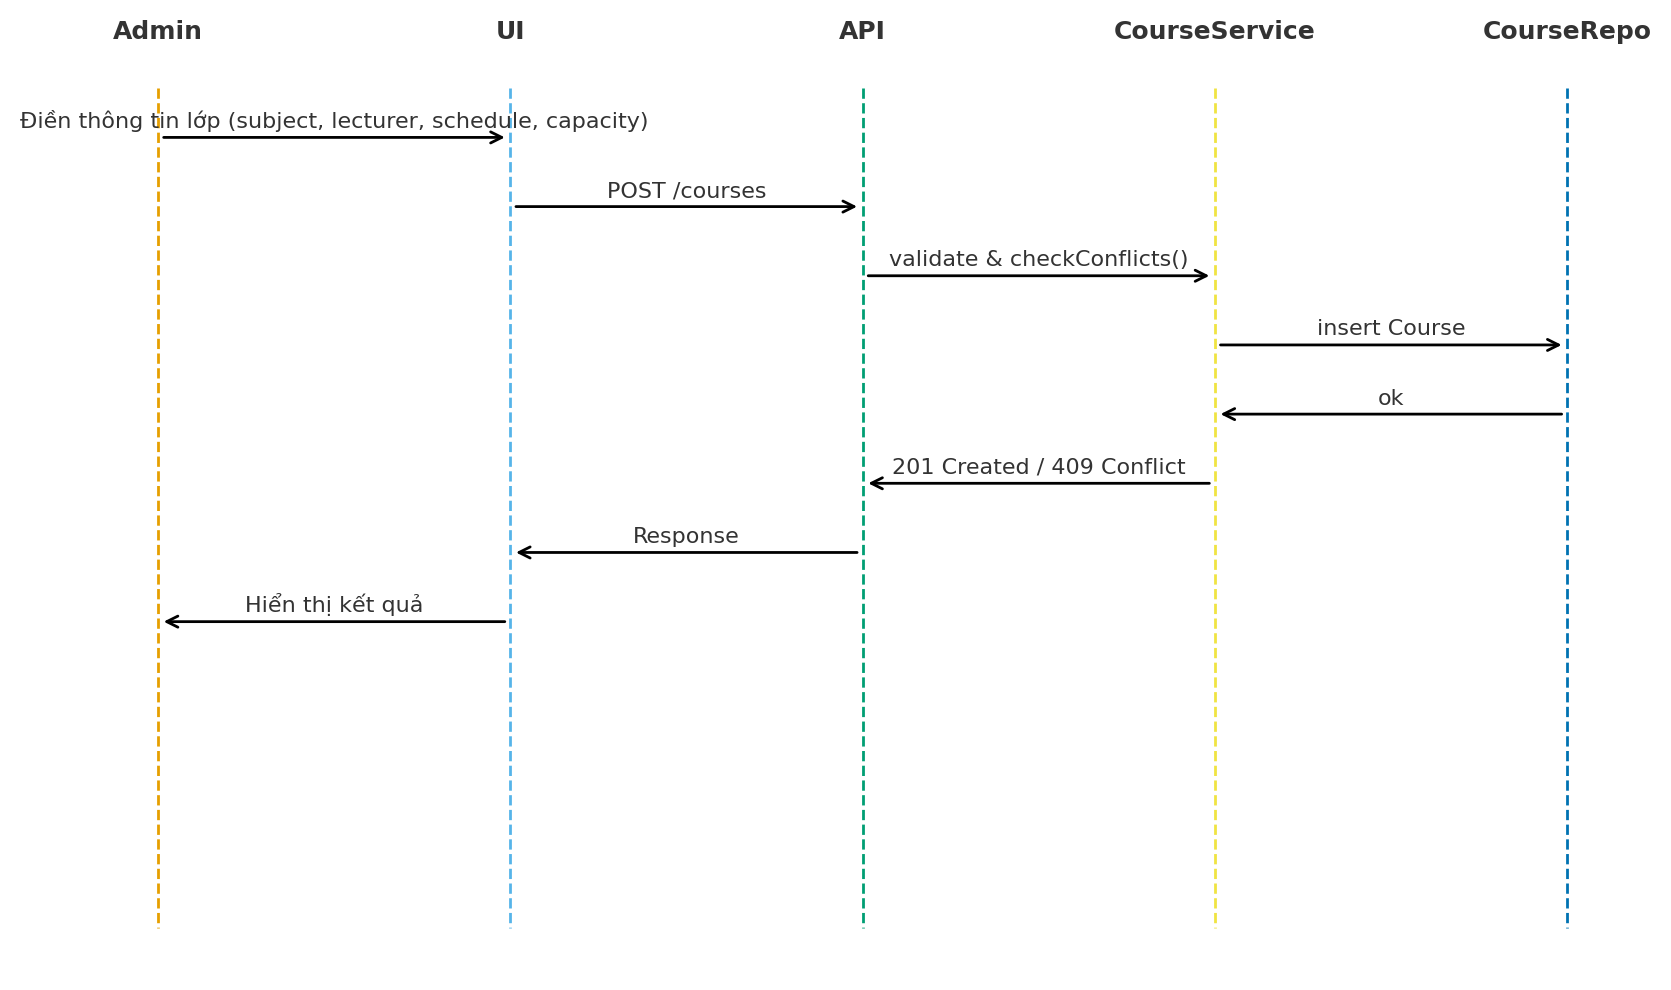 Admin
UI
API
CourseService
CourseRepo
Điền thông tin lớp (subject, lecturer, schedule, capacity)
POST /courses
validate & checkConflicts()
insert Course
ok
201 Created / 409 Conflict
Response
Hiển thị kết quả